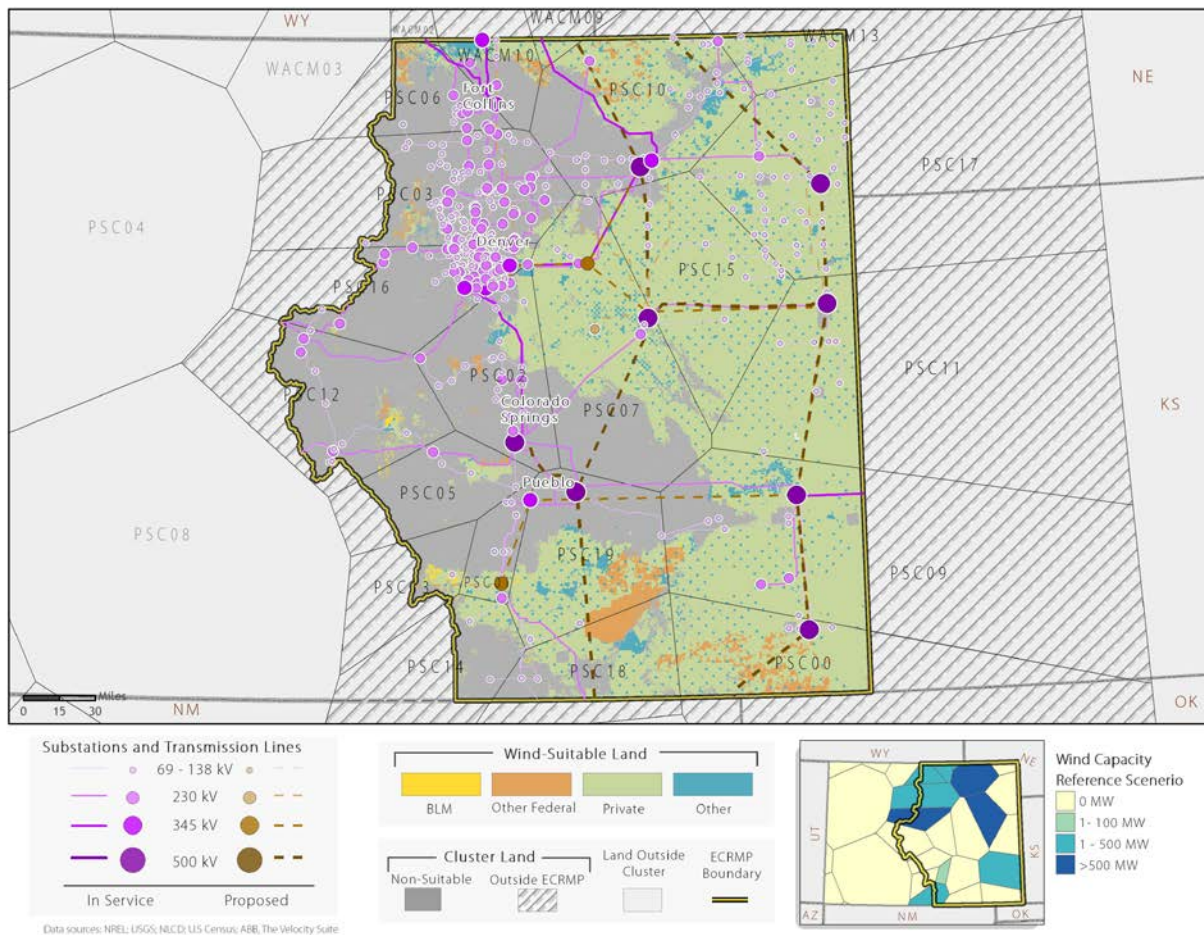 WY
WACM02
WACM09
WACM13
WACM03
WACM10
NE
PSC06
Fort
Collins
PSC10
PSC17
PSC03
PSC04
Denver
PSC15
PSC16
PSC11
PSC12
PSC02
PSC07
KS
Colorado
Springs
PSC05
Pueblo
PSC08
PSC19
PSC09
PSC13
PSC14
PSC18
PSC00
Miles
0 15 30
NM
OK
Substations and Transmission Lines
69 - 138 kV
230 kV
345 kV
500 kV
In Service Proposed
Data sources: NREL; USGS; NLCD; U.S Census; ABB, The Velocity Suite
Wind-Suitable Land
BLM Other Federal Private Other
Cluster Land
Non-Suitable Outside ECRMP
Land Outside
Cluster
ECRMP
Boundary
WY
NE
UT
KS
AZ
NM
OK
Wind Capacity
Reference Scenerio
0 MW
1- 100 MW
1 - 500 MW
>500 MW